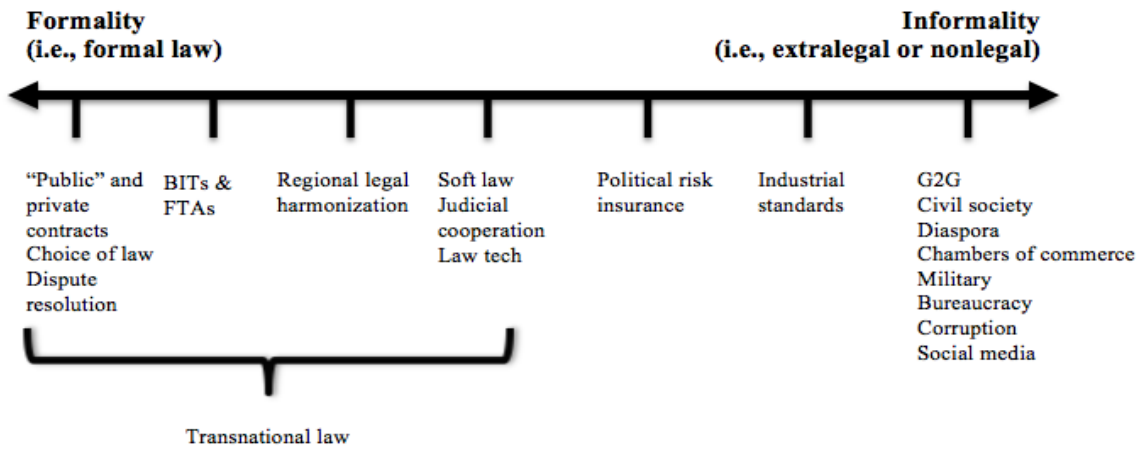 Formality
(i.e., formal law)
Informality
(i.e., extralegal or nonlegal)
“Public” and
private
contracts
Choice of law
Dispute
resolution
BITs &
FTAs
Regional legal
harmonization
Soft law
Judicial
cooperation
Law tech
Political risk
insurance
Industrial
standards
G2G
Civil society
Diaspora
Chambers of commerce
Military
Bureaucracy
Corruption
Social media
Transnational law